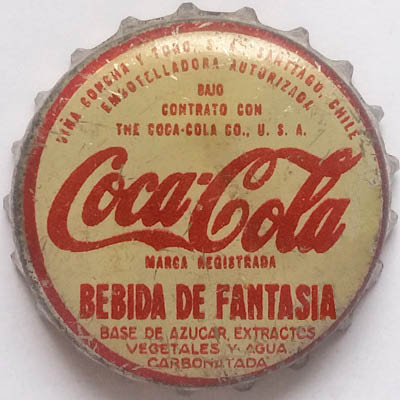 VIÑA CONCHA Y TORO S. A. SANTIAGO, CHILE
EMBOTELLADORA AUTORIZADA
BAJO
CONTRATO CON
THE COCA-COLA CO., U. S. A.
Coca-Cola
MARCA REGISTRADA
BEBIDA DE FANTASIA
BASE DE AZUCAR, EXTRACTOS
VEGETALES Y AGUA
CARBONATADA